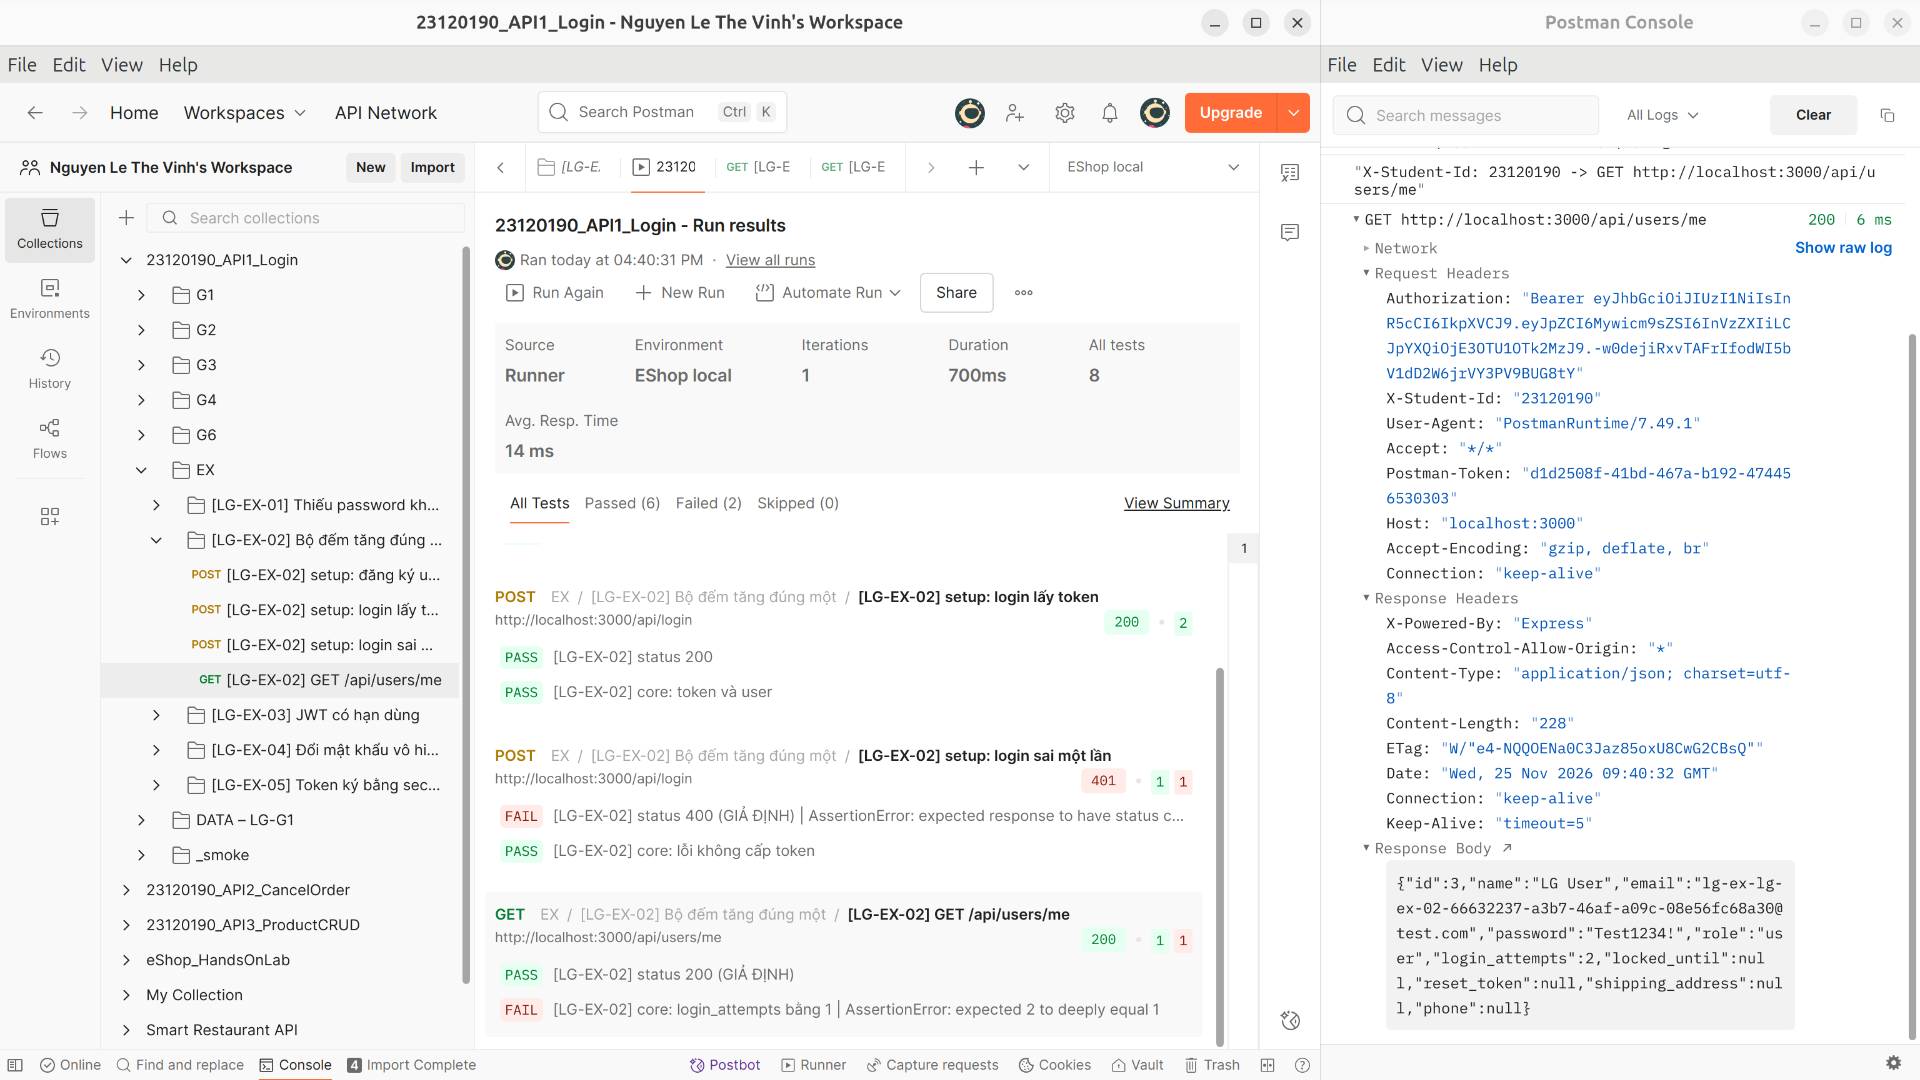 23120190_API1_Login - Nguyen Le The Vinh's Workspace
File Edit View Help
Home Workspaces API Network
Search Postman Ctrl K
Upgrade
Nguyen Le The Vinh's Workspace
New Import
Collections
Environments
History
Flows
Search collections
23120190_API1_Login
G1
G2
G3
G4
G6
EX
[LG-EX-01] Thiếu password kh...
[LG-EX-02] Bộ đếm tăng đúng ...
POST [LG-EX-02] setup: đăng ký u...
POST [LG-EX-02] setup: login lấy t...
POST [LG-EX-02] setup: login sai ...
GET [LG-EX-02] GET /api/users/me
[LG-EX-03] JWT có hạn dùng
[LG-EX-04] Đổi mật khẩu vô hi...
[LG-EX-05] Token ký bằng sec...
DATA – LG-G1
_smoke
23120190_API2_CancelOrder
23120190_API3_ProductCRUD
eShop_HandsOnLab
My Collection
Smart Restaurant API
[LG-E. 23120 GET [LG-E GET [LG-E
EShop local
23120190_API1_Login - Run results
Ran today at 04:40:31 PM · View all runs
Run Again New Run Automate Run Share
Source Environment Iterations Duration All tests
Runner EShop local 1 700ms 8
Avg. Resp. Time
14 ms
All Tests Passed (6) Failed (2) Skipped (0) View Summary
1
POST EX / [LG-EX-02] Bộ đếm tăng đúng một / [LG-EX-02] setup: login lấy token
http://localhost:3000/api/login
200 2
PASS [LG-EX-02] status 200
PASS [LG-EX-02] core: token và user
POST EX / [LG-EX-02] Bộ đếm tăng đúng một / [LG-EX-02] setup: login sai một lần
http://localhost:3000/api/login
401 1 1
FAIL [LG-EX-02] status 400 (GIẢ ĐỊNH) | AssertionError: expected response to have status c...
PASS [LG-EX-02] core: lỗi không cấp token
GET EX / [LG-EX-02] Bộ đếm tăng đúng một / [LG-EX-02] GET /api/users/me
http://localhost:3000/api/users/me
200 1 1
PASS [LG-EX-02] status 200 (GIẢ ĐỊNH)
FAIL [LG-EX-02] core: login_attempts bằng 1 | AssertionError: expected 2 to deeply equal 1
Online Find and replace Console 4 Import Complete
Postbot Runner Capture requests Cookies Vault Trash
Postman Console
File Edit View Help
Search messages All Logs Clear
"X-Student-Id: 23120190 -> GET http://localhost:3000/api/u
sers/me"
GET http://localhost:3000/api/users/me 200 6 ms
Network Show raw log
Request Headers
Authorization: "Bearer eyJhbGciOiJIUzI1NiIsIn
R5cCI6IkpXVCJ9.eyJpZCI6Mywicm9sZSI6InVzZXIiLC
JpYXQiOjE3OTU1OTk2MzJ9.-w0dejiRxvTAFrIfodWI5b
V1dD2W6jrVY3PV9BUG8tY"
X-Student-Id: "23120190"
User-Agent: "PostmanRuntime/7.49.1"
Accept: "*/*"
Postman-Token: "d1d2508f-41bd-467a-b192-47445
6530303"
Host: "localhost:3000"
Accept-Encoding: "gzip, deflate, br"
Connection: "keep-alive"
Response Headers
X-Powered-By: "Express"
Access-Control-Allow-Origin: "*"
Content-Type: "application/json; charset=utf-
8"
Content-Length: "228"
ETag: "W/"e4-NQQOENa0C3Jaz85oxU8CwG2CBsQ""
Date: "Wed, 25 Nov 2026 09:40:32 GMT"
Connection: "keep-alive"
Keep-Alive: "timeout=5"
Response Body
{"id":3,"name":"LG User","email":"lg-ex-lg-
ex-02-66632237-a3b7-46af-a09c-08e56fc68a30@
test.com","password":"Test1234!","role":"us
er","login_attempts":2,"locked_until":nul
l,"reset_token":null,"shipping_address":nul
l,"phone":null}